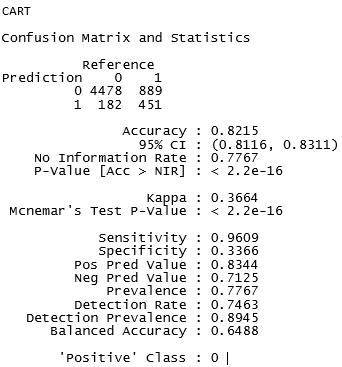 CART
Confusion Matrix and Statistics
Reference
Prediction 0 1
0 4478 889
1 182 451
Accuracy : 0.8215
95% CI : (0.8116, 0.8311)
No Information Rate : 0.7767
P-Value [Acc > NIR] : < 2.2e-16
Kappa : 0.3664
Mcnemar's Test P-Value : < 2.2e-16
Sensitivity : 0.9609
Specificity : 0.3366
Pos Pred Value : 0.8344
Neg Pred Value : 0.7125
Prevalence : 0.7767
Detection Rate : 0.7463
Detection Prevalence : 0.8945
Balanced Accuracy : 0.6488
'Positive' Class : 0